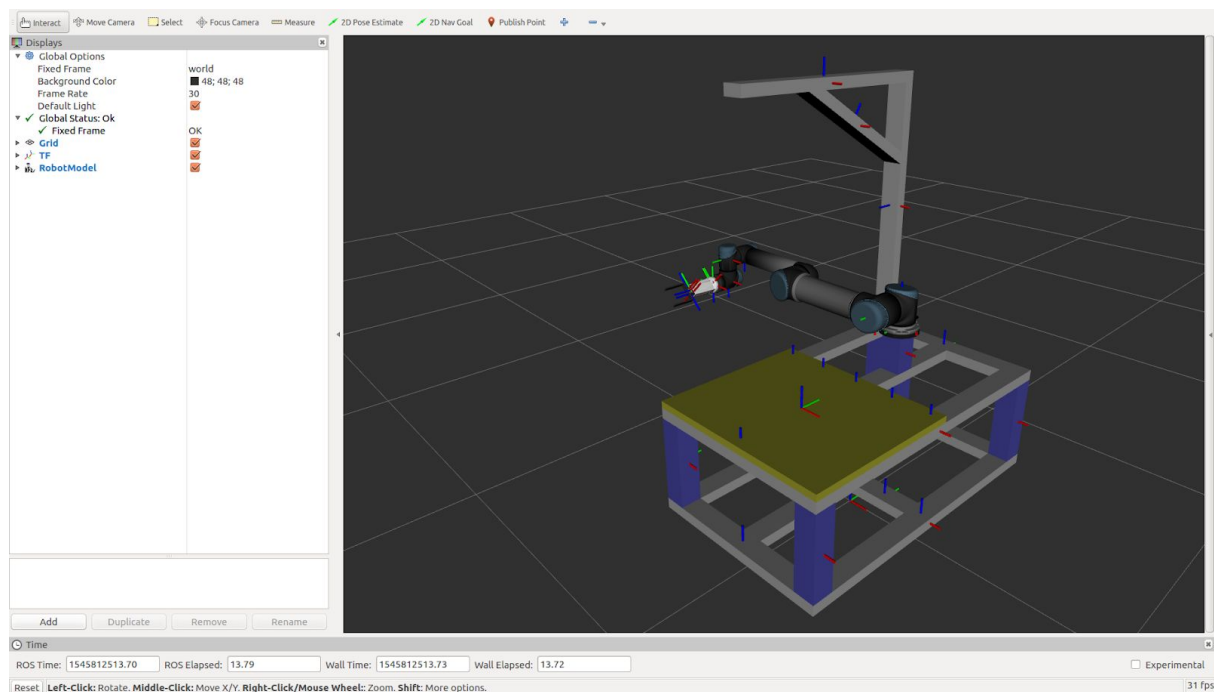 Interact Move Camera Select Focus Camera Measure 2D Pose Estimate 2D Nav Goal Publish Point
Displays
Global Options
Fixed Frame world
Background Color 48; 48; 48
Frame Rate 30
Default Light
Global Status: Ok
Fixed Frame OK
Grid
TF
RobotModel
Add Duplicate Remove Rename
Time
ROS Time: 1545812513.70 ROS Elapsed: 13.79 Wall Time: 1545812513.73 Wall Elapsed: 13.72 Experimental
Reset Left-Click: Rotate. Middle-Click: Move X/Y. Right-Click/Mouse Wheel:: Zoom. Shift: More options. 31 fps